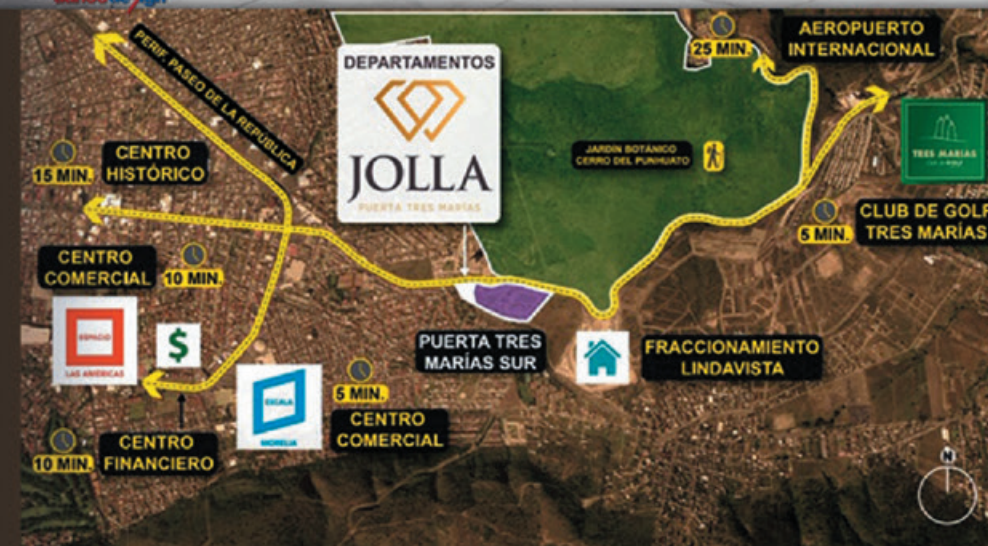 PERIF. PASEO DE LA REPÚBLICA
DEPARTAMENTOS
JOLLA
PUERTA TRES MARÍAS
25 MIN.
AEROPUERTO
INTERNACIONAL
15 MIN.
CENTRO
HISTÓRICO
JARDÍN BOTÁNICO
CERRO DEL PUNHUATO
TRES MARIAS
5 MIN.
CLUB DE GOLF
TRES MARÍAS
CENTRO
COMERCIAL
10 MIN.
ESPACIO
LAS AMÉRICAS
$
PUERTA TRES
MARÍAS SUR
FRACCIONAMIENTO
LINDAVISTA
ESCALA
MORELIA
5 MIN.
CENTRO
COMERCIAL
10 MIN.
CENTRO
FINANCIERO
N